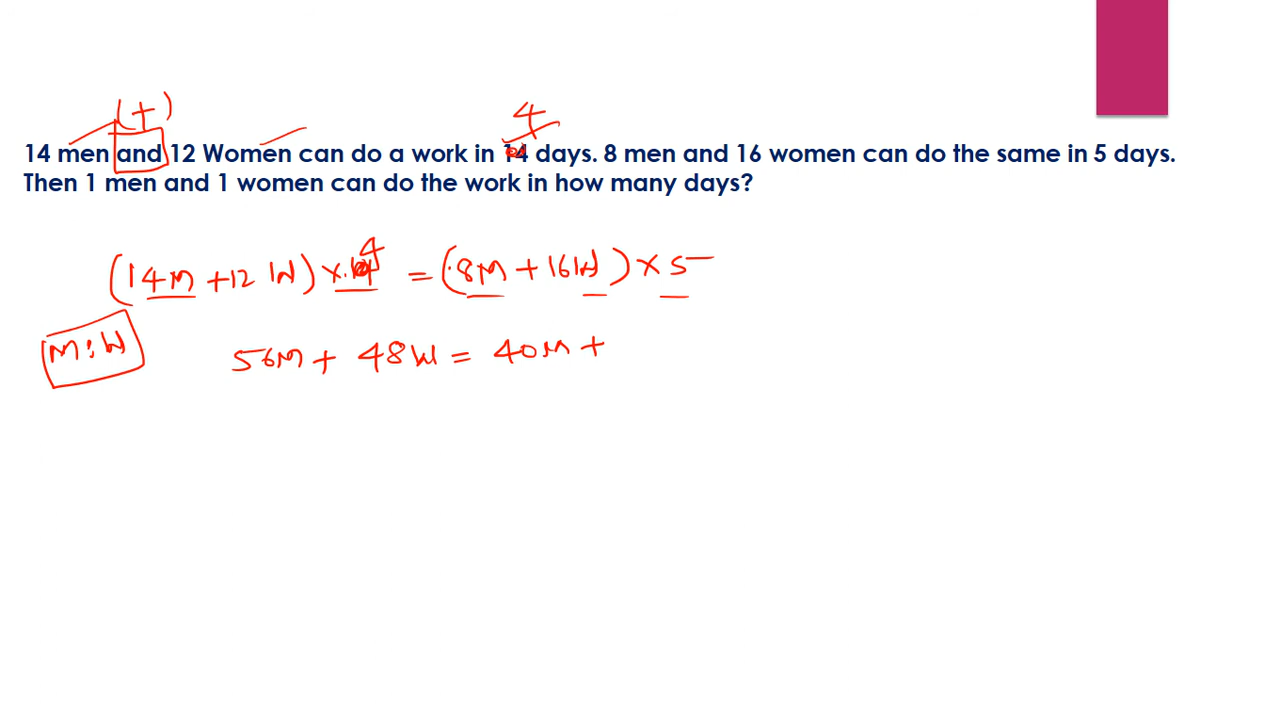 (+) 4
14 men and 12 Women can do a work in 14 days. 8 men and 16 women can do the same in 5 days.
Then 1 men and 1 women can do the work in how many days?
(14M + 12 W) × 4 = (8M + 16W) × 5
M : W
56M + 48W = 40M +